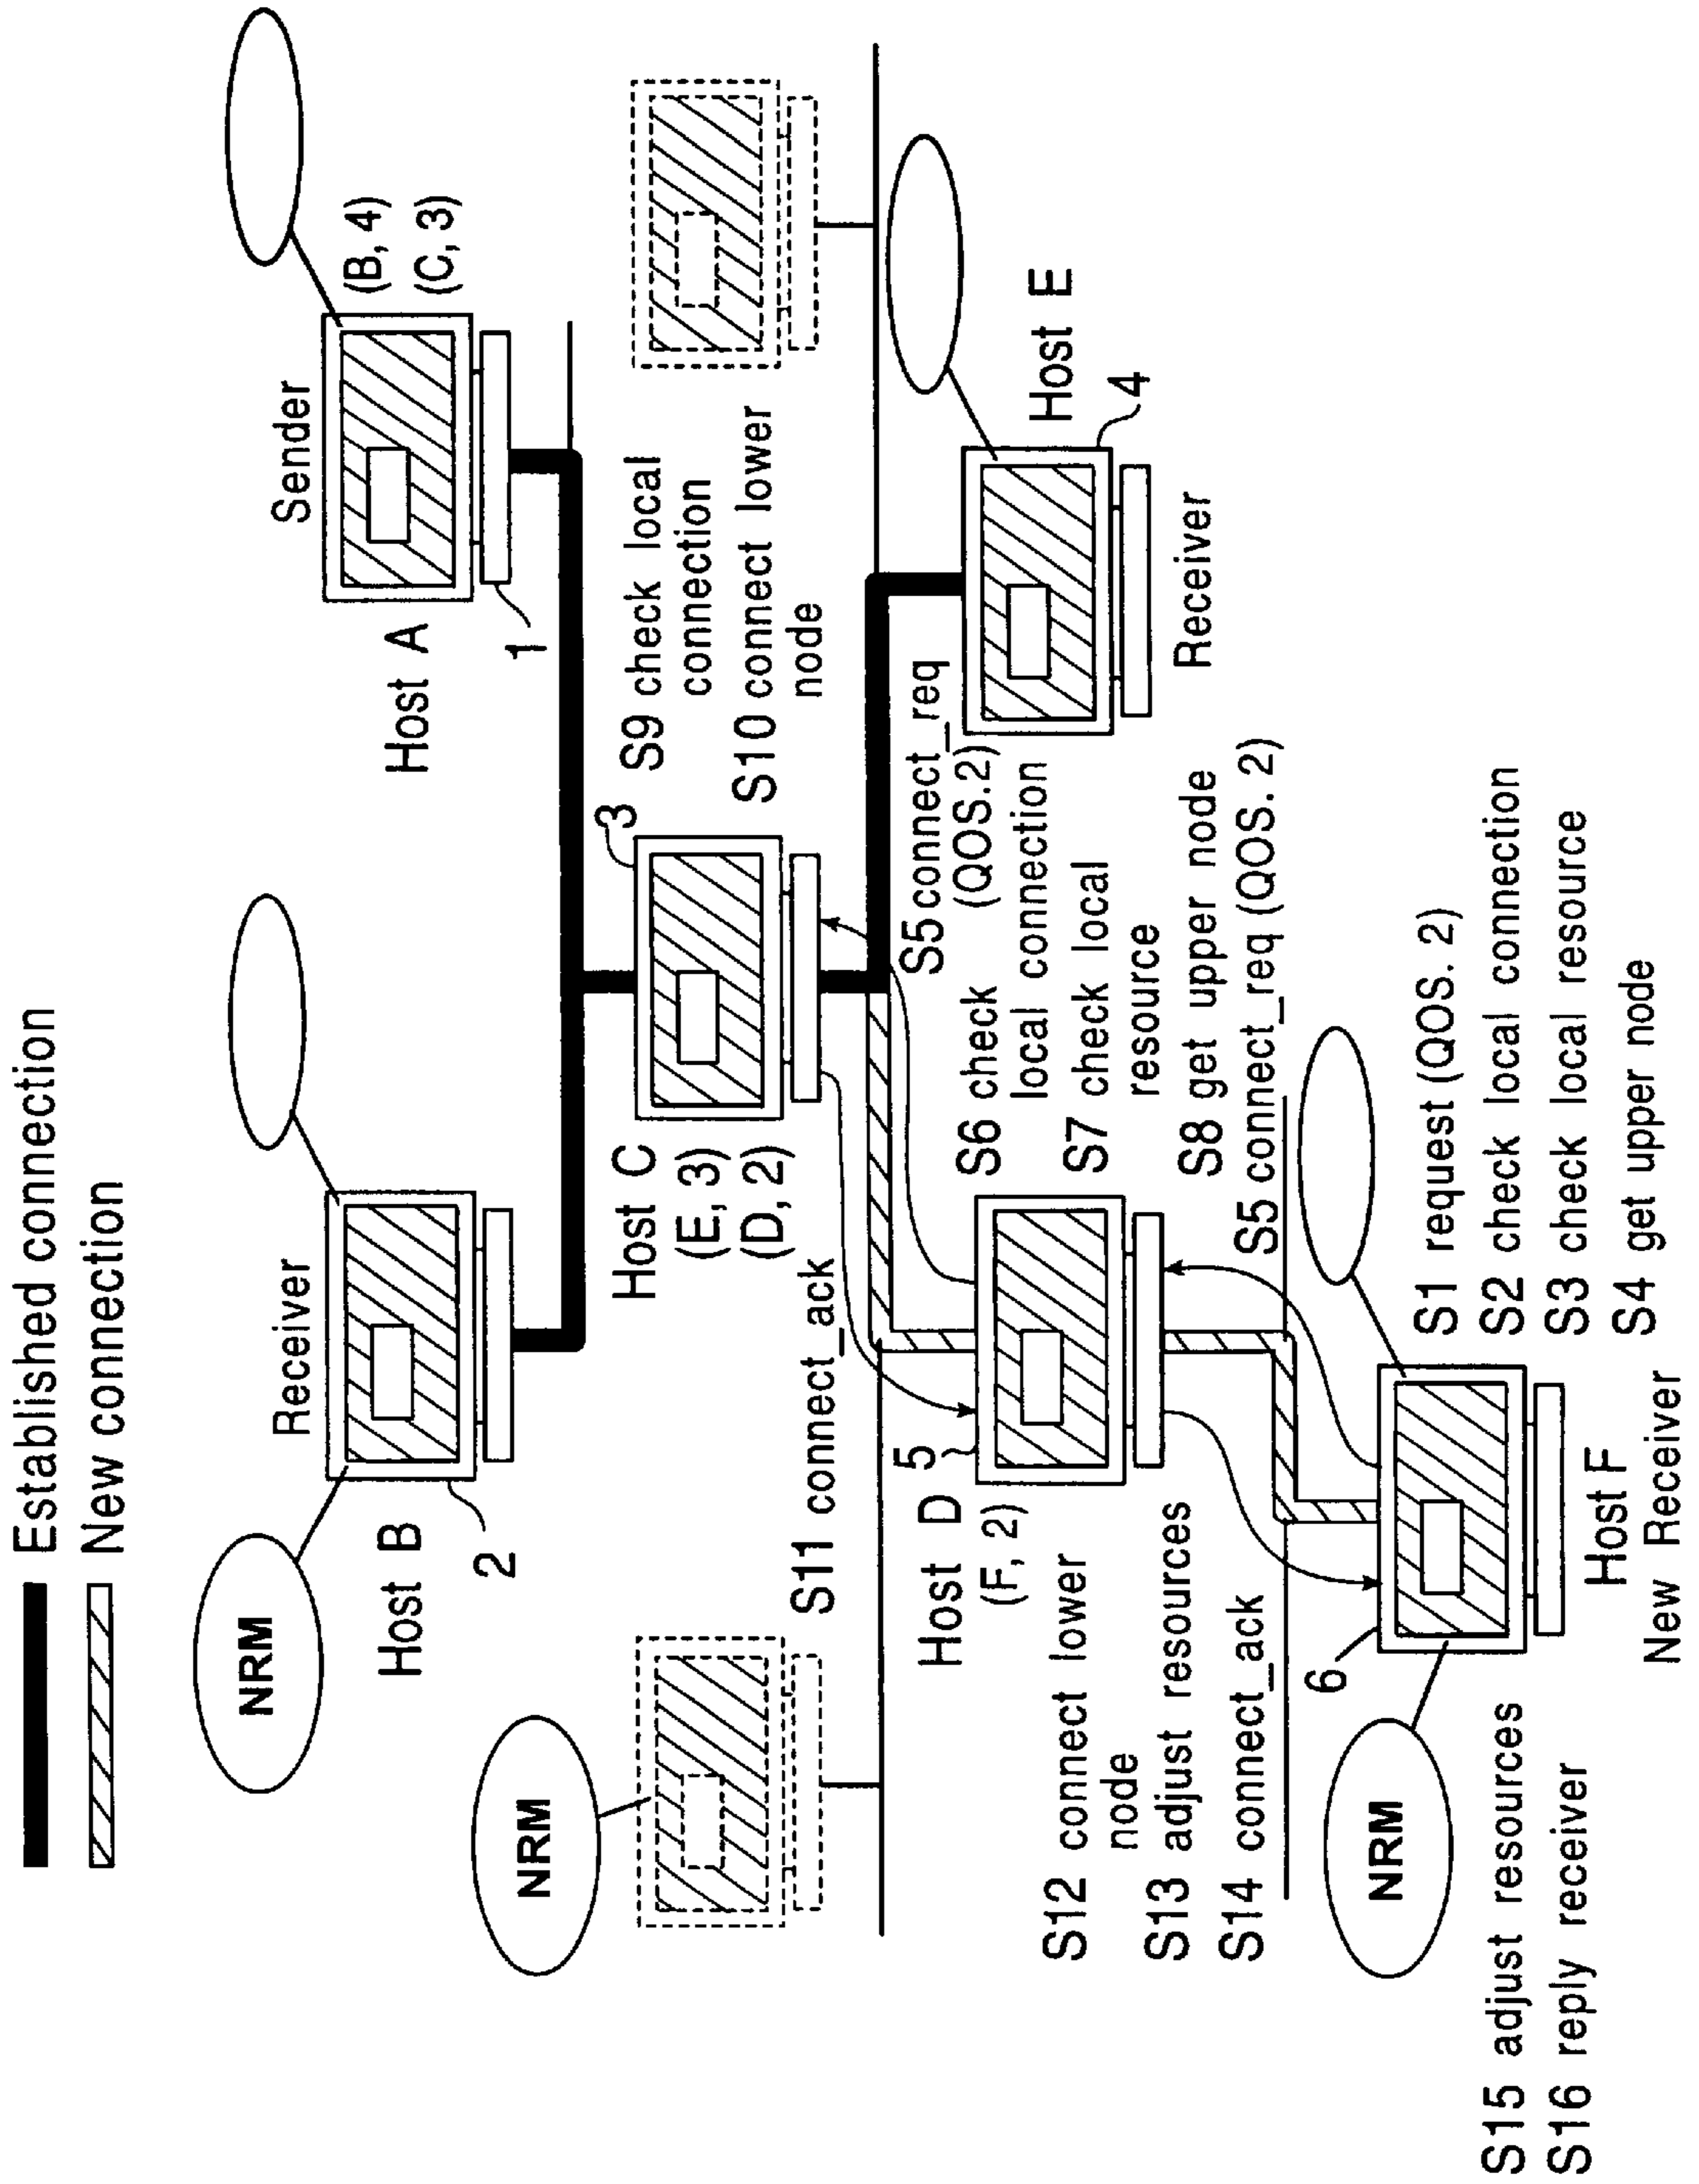 Established connection
New connection
Receiver
NRM
Host B
2
Sender
(B, 4)
(C, 3)
Host A
1
NRM
Host C
(E, 3)
(D, 2)
3
S9 check local
connection
S10 connect lower
node
S11 connect_ack
S5 connect_req
(QOS.2)
S6 check
local connection
S7 check local
resource
S8 get upper node
S5 connect_req (QOS. 2)
Host E
4
Receiver
Host D
5
(F, 2)
S12 connect lower
node
S13 adjust resources
S14 connect_ack
NRM
6
S15 adjust resources
S16 reply receiver
Host F
New Receiver
S1 request (QOS. 2)
S2 check local connection
S3 check local resource
S4 get upper node